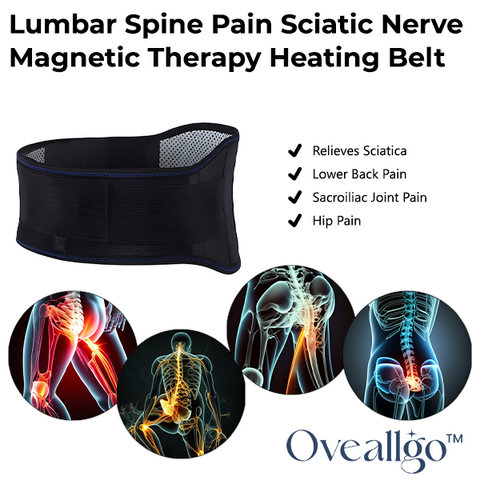 Lumbar Spine Pain Sciatic Nerve
Magnetic Therapy Heating Belt
Relieves Sciatica
Lower Back Pain
Sacroiliac Joint Pain
Hip Pain
Oveallgo™